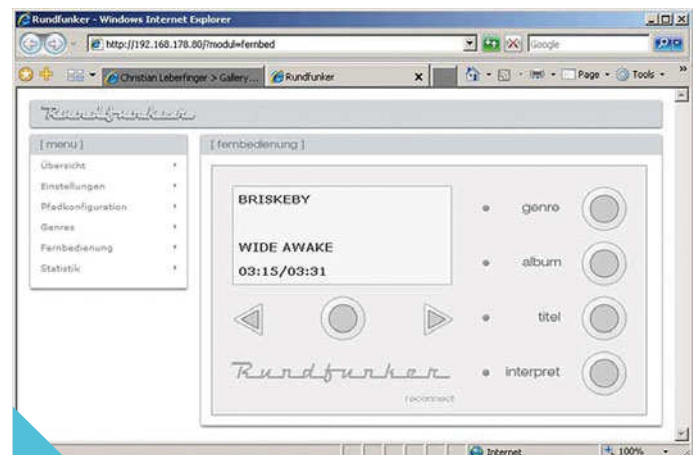 Rundfunker - Windows Internet Explorer
http://192.168.178.80/?modul=fernbed
Google
Christian Leberfinger > Gallery...
Rundfunker
Page
Tools
Rundfunker
[ menu ]
[ fernbedienung ]
Übersicht
Einstellungen
Pfadkonfiguration
Genres
Fernbedienung
Statistik
BRISKEBY
WIDE AWAKE
03:15/03:31
genre
album
titel
interpret
Rundfunker
reconnect
Internet
100%